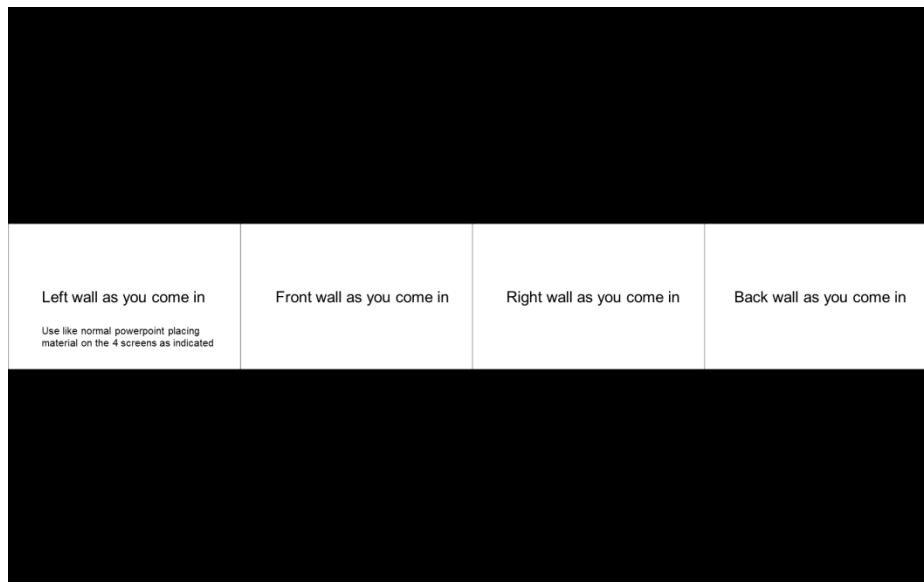 Left wall as you come in
Use like normal powerpoint placing
material on the 4 screens as indicated
Front wall as you come in
Right wall as you come in
Back wall as you come in